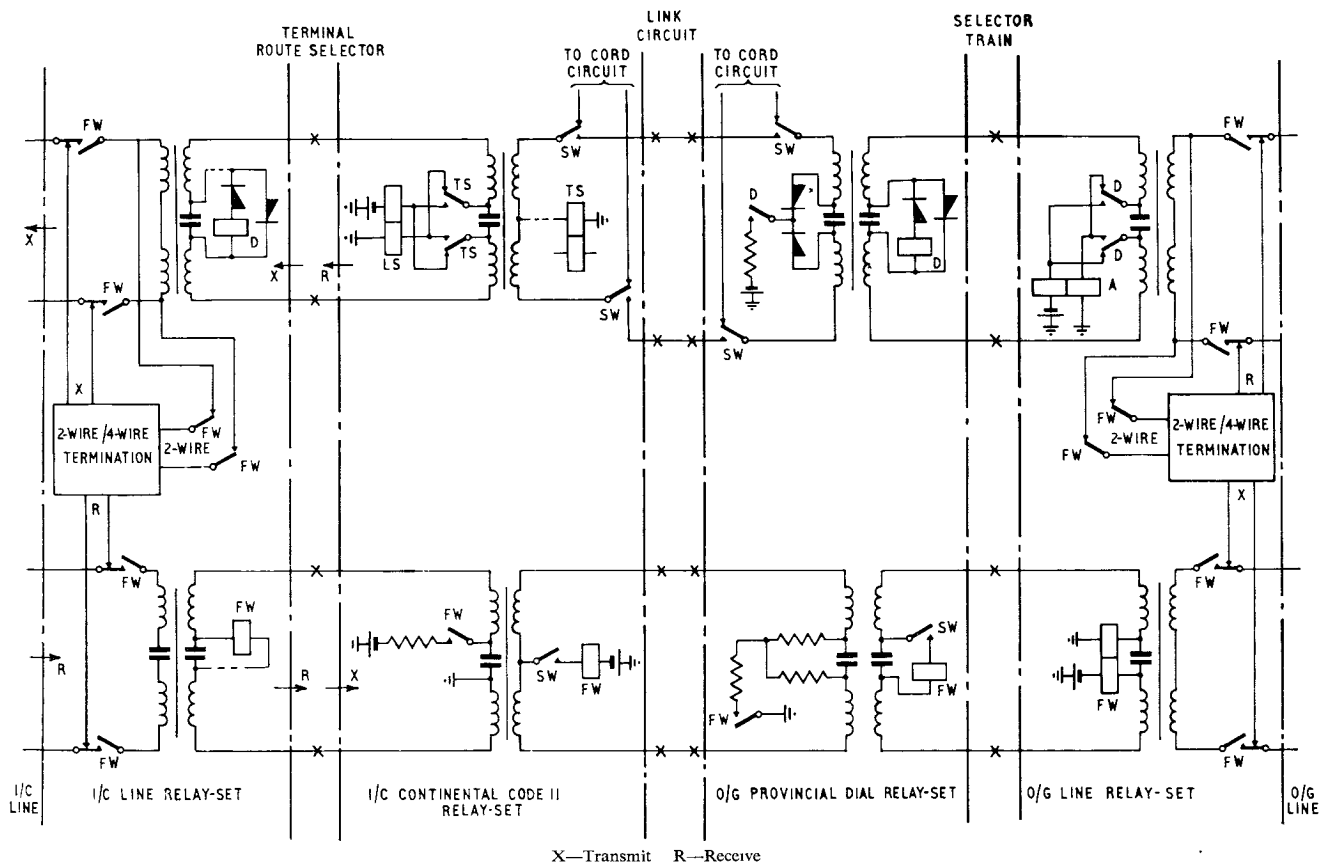 TERMINAL
ROUTE SELECTOR
LINK
CIRCUIT
SELECTOR
TRAIN
TO CORD
CIRCUIT
TO CORD
CIRCUIT
FW
SW
SW
FW
TS
TS
D
D
D
X
X
R
LS
TS
D
D
A
FW
SW
SW
FW
X
R
2-WIRE/4-WIRE
TERMINATION
FW
2-WIRE
FW
FW
2-WIRE
FW
2-WIRE/4-WIRE
TERMINATION
R
X
FW
FW
FW
FW
SW
FW
R
R
X
SW
FW
FW
FW
FW
FW
FW
I/C
LINE
I/C LINE RELAY-SET
I/C CONTINENTAL CODE II
RELAY-SET
O/G PROVINCIAL DIAL RELAY-SET
O/G LINE RELAY-SET
O/G
LINE
X—Transmit R—Receive